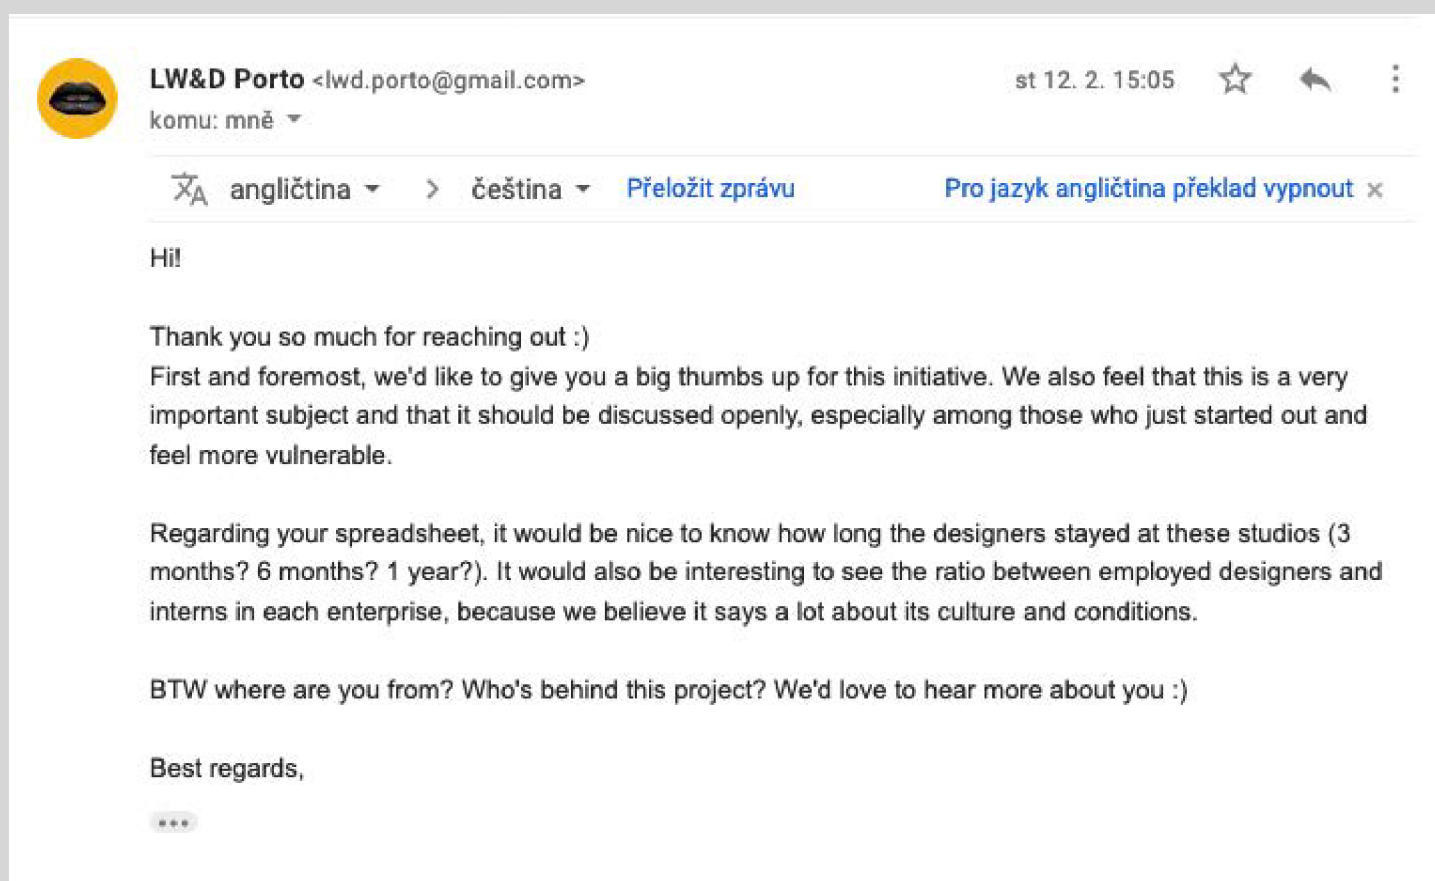 LW&D Porto <lwd.porto@gmail.com>
st 12. 2. 15:05
komu: mně
angličtina
čeština
Přeložit zprávu
Pro jazyk angličtina překlad vypnout
Hi!
Thank you so much for reaching out :)
First and foremost, we'd like to give you a big thumbs up for this initiative. We also feel that this is a very
important subject and that it should be discussed openly, especially among those who just started out and
feel more vulnerable.
Regarding your spreadsheet, it would be nice to know how long the designers stayed at these studios (3
months? 6 months? 1 year?). It would also be interesting to see the ratio between employed designers and
interns in each enterprise, because we believe it says a lot about its culture and conditions.
BTW where are you from? Who's behind this project? We'd love to hear more about you :)
Best regards,